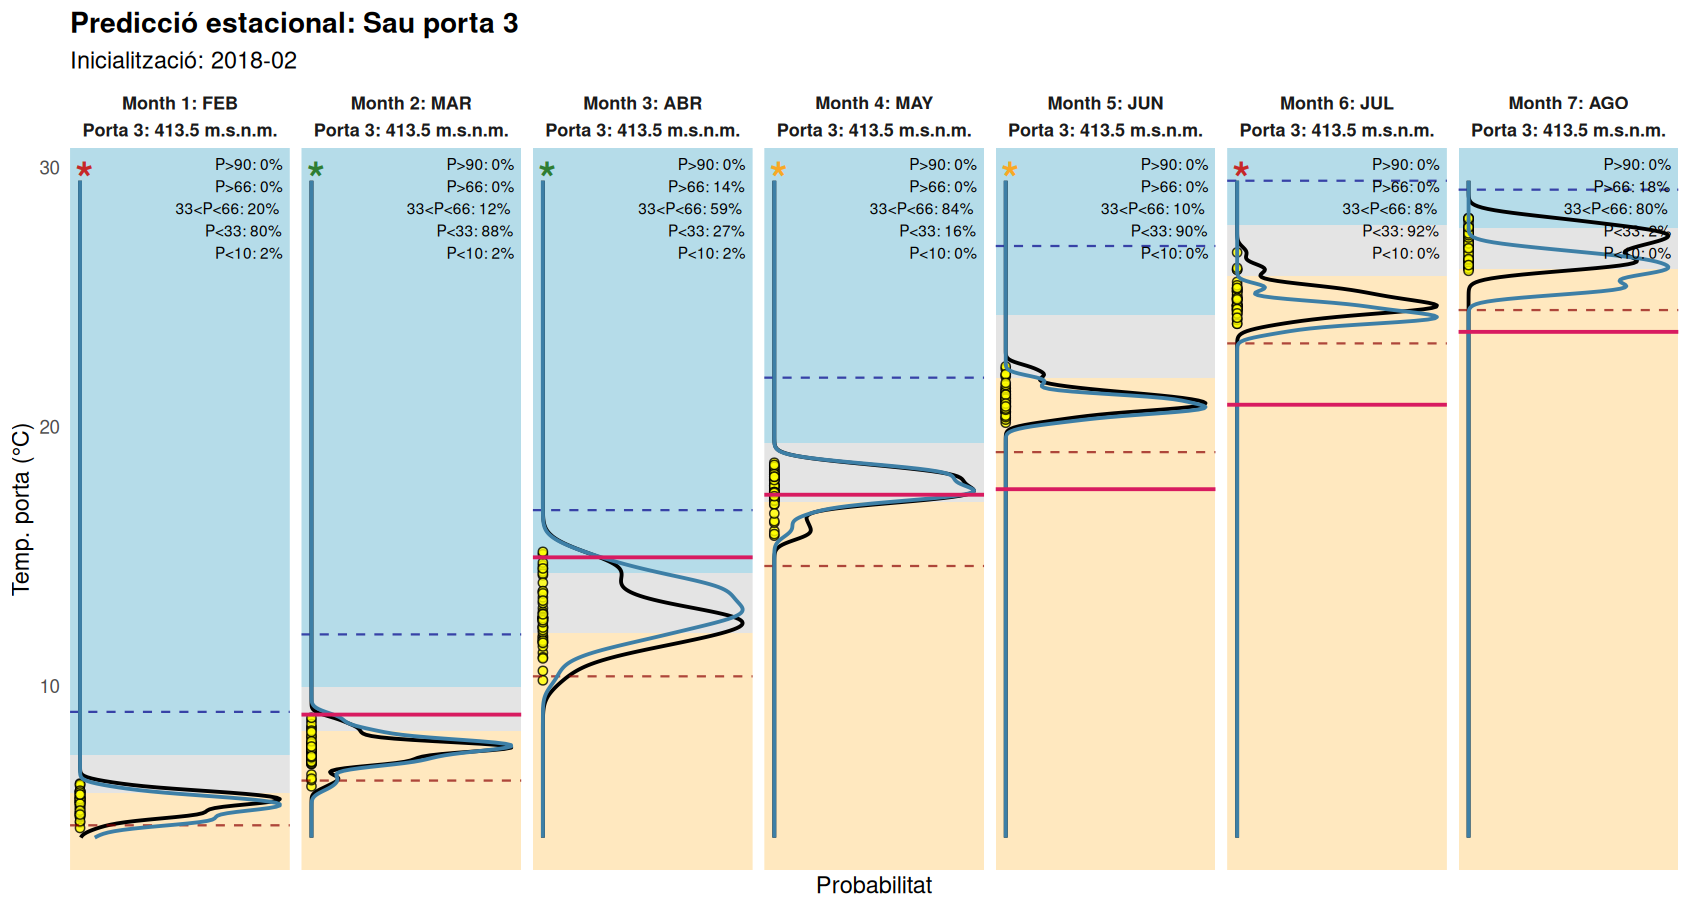 Predicció estacional: Sau porta 3
Inicialització: 2018-02
Month 1: FEB
Porta 3: 413.5 m.s.n.m.
Month 2: MAR
Porta 3: 413.5 m.s.n.m.
Month 3: ABR
Porta 3: 413.5 m.s.n.m.
Month 4: MAY
Porta 3: 413.5 m.s.n.m.
Month 5: JUN
Porta 3: 413.5 m.s.n.m.
Month 6: JUL
Porta 3: 413.5 m.s.n.m.
Month 7: AGO
Porta 3: 413.5 m.s.n.m.
Temp. porta (°C)
30
20
10
*
P>90: 0%
P>66: 0%
33<P<66: 20%
P<33: 80%
P<10: 2%
*
P>90: 0%
P>66: 0%
33<P<66: 12%
P<33: 88%
P<10: 2%
*
P>90: 0%
P>66: 14%
33<P<66: 59%
P<33: 27%
P<10: 2%
*
P>90: 0%
P>66: 0%
33<P<66: 84%
P<33: 16%
P<10: 0%
*
P>90: 0%
P>66: 0%
33<P<66: 10%
P<33: 90%
P<10: 0%
*
P>90: 0%
P>66: 0%
33<P<66: 8%
P<33: 92%
P<10: 0%
P>90: 0%
P>66: 18%
33<P<66: 80%
P<33: 2%
P<10: 0%
Probabilitat